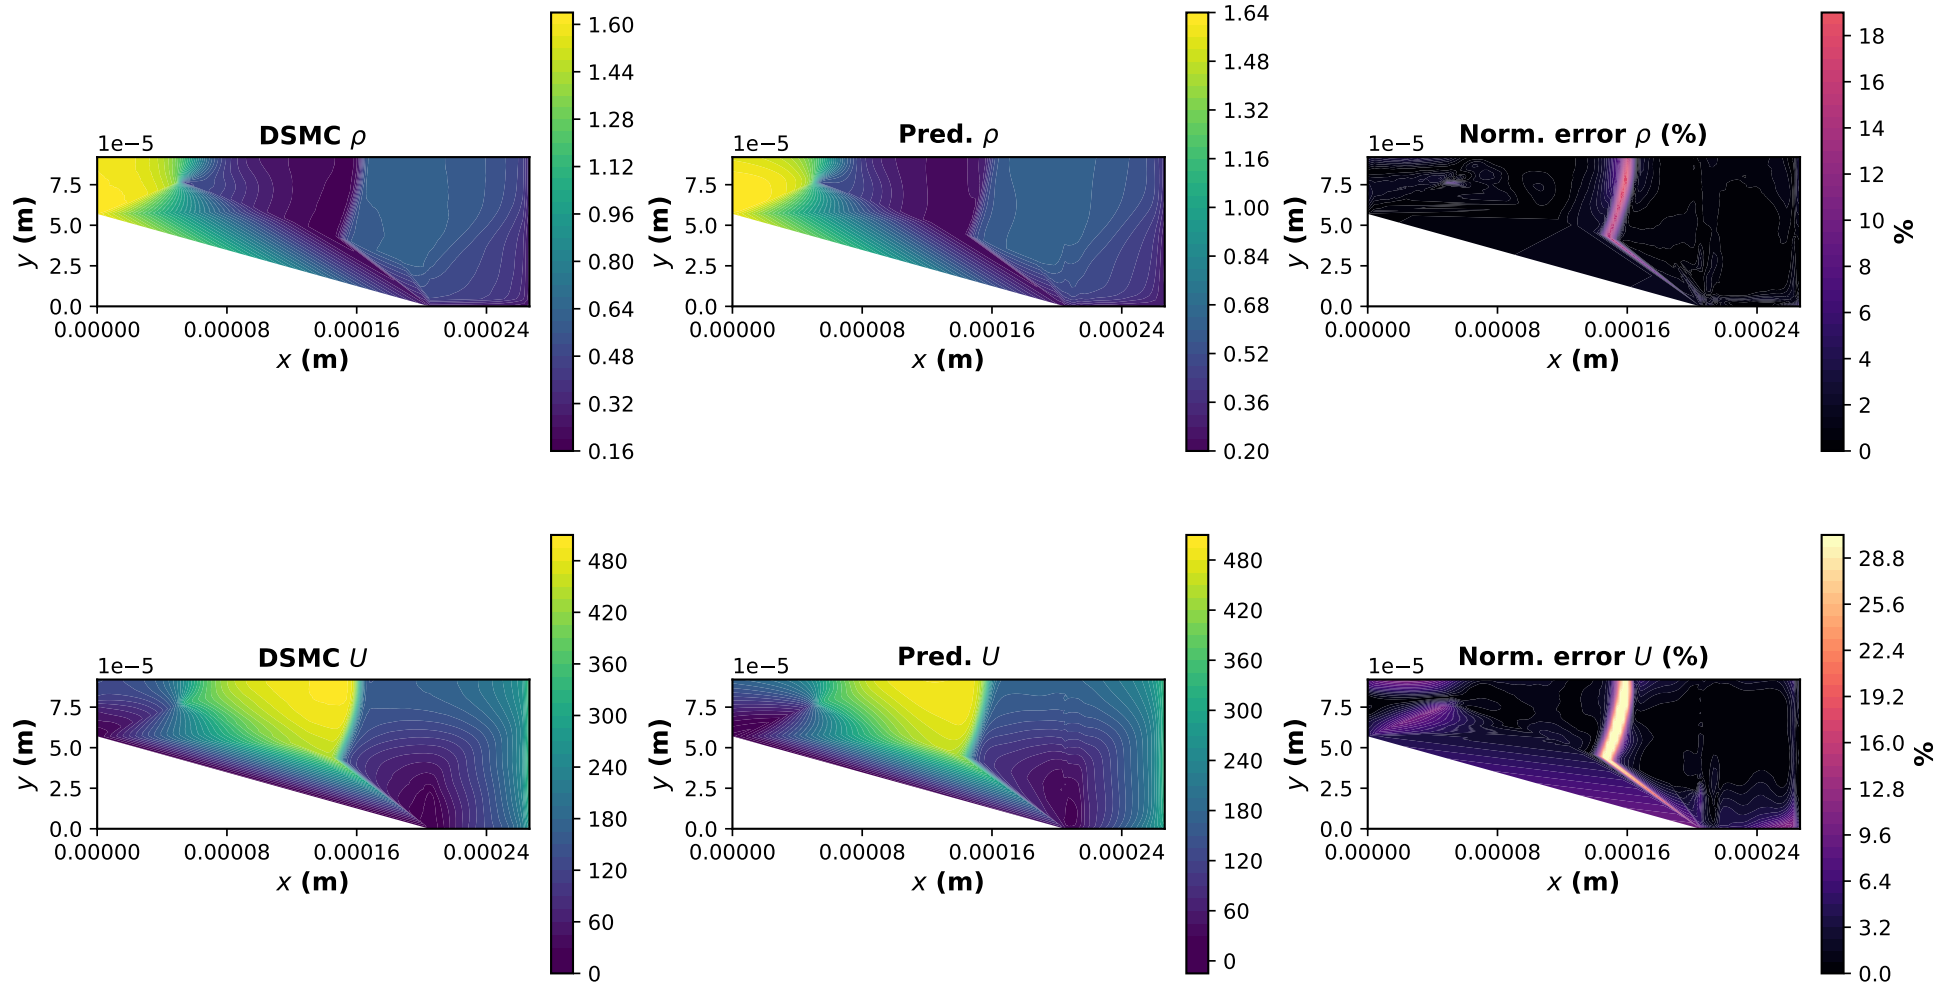 DSMC ρ
1e−5
y (m)
7.5
5.0
2.5
0.0
0.00000 0.00008 0.00016 0.00024
x (m)
1.60
1.44
1.28
1.12
0.96
0.80
0.64
0.48
0.32
0.16
Pred. ρ
1e−5
y (m)
7.5
5.0
2.5
0.0
0.00000 0.00008 0.00016 0.00024
x (m)
1.64
1.48
1.32
1.16
1.00
0.84
0.68
0.52
0.36
0.20
Norm. error ρ (%)
1e−5
y (m)
7.5
5.0
2.5
0.0
0.00000 0.00008 0.00016 0.00024
x (m)
18
16
14
12
10
8
6
4
2
0
%
DSMC U
1e−5
y (m)
7.5
5.0
2.5
0.0
0.00000 0.00008 0.00016 0.00024
x (m)
480
420
360
300
240
180
120
60
0
Pred. U
1e−5
y (m)
7.5
5.0
2.5
0.0
0.00000 0.00008 0.00016 0.00024
x (m)
480
420
360
300
240
180
120
60
0
Norm. error U (%)
1e−5
y (m)
7.5
5.0
2.5
0.0
0.00000 0.00008 0.00016 0.00024
x (m)
28.8
25.6
22.4
19.2
16.0
12.8
9.6
6.4
3.2
0.0
%